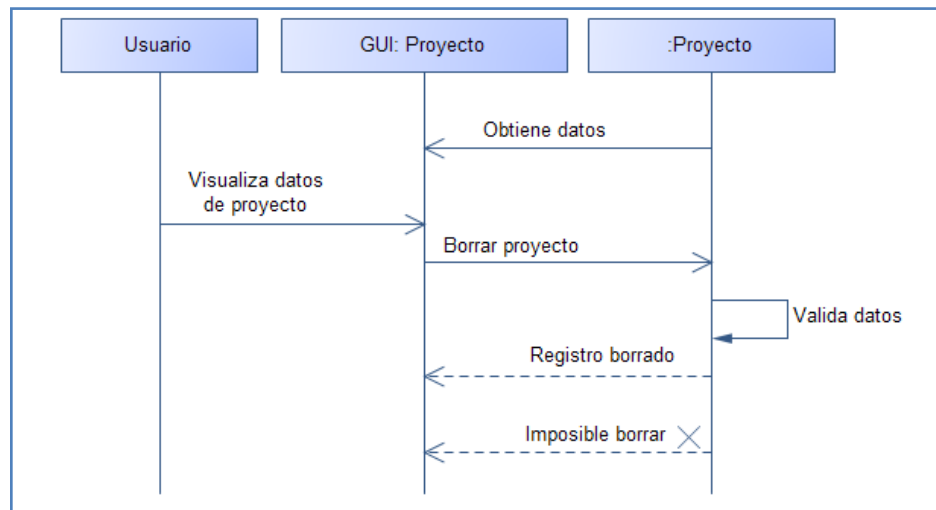 Usuario
GUI: Proyecto
:Proyecto
Obtiene datos
Visualiza datos
de proyecto
Borrar proyecto
Valida datos
Registro borrado
Imposible borrar